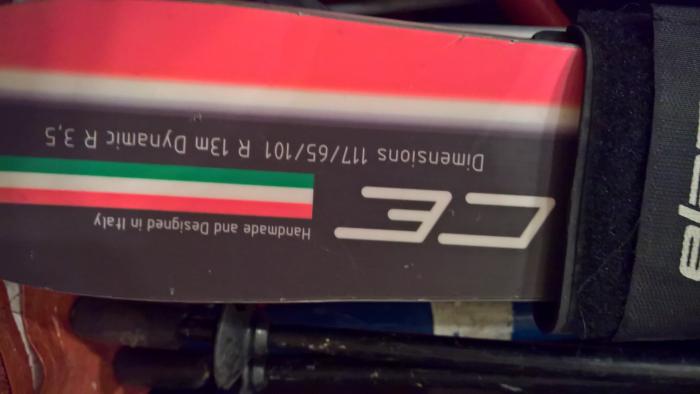 Handmade and Designed in Italy
CE
Dimensions 117/65/101 R 13m Dynamic R 3,5